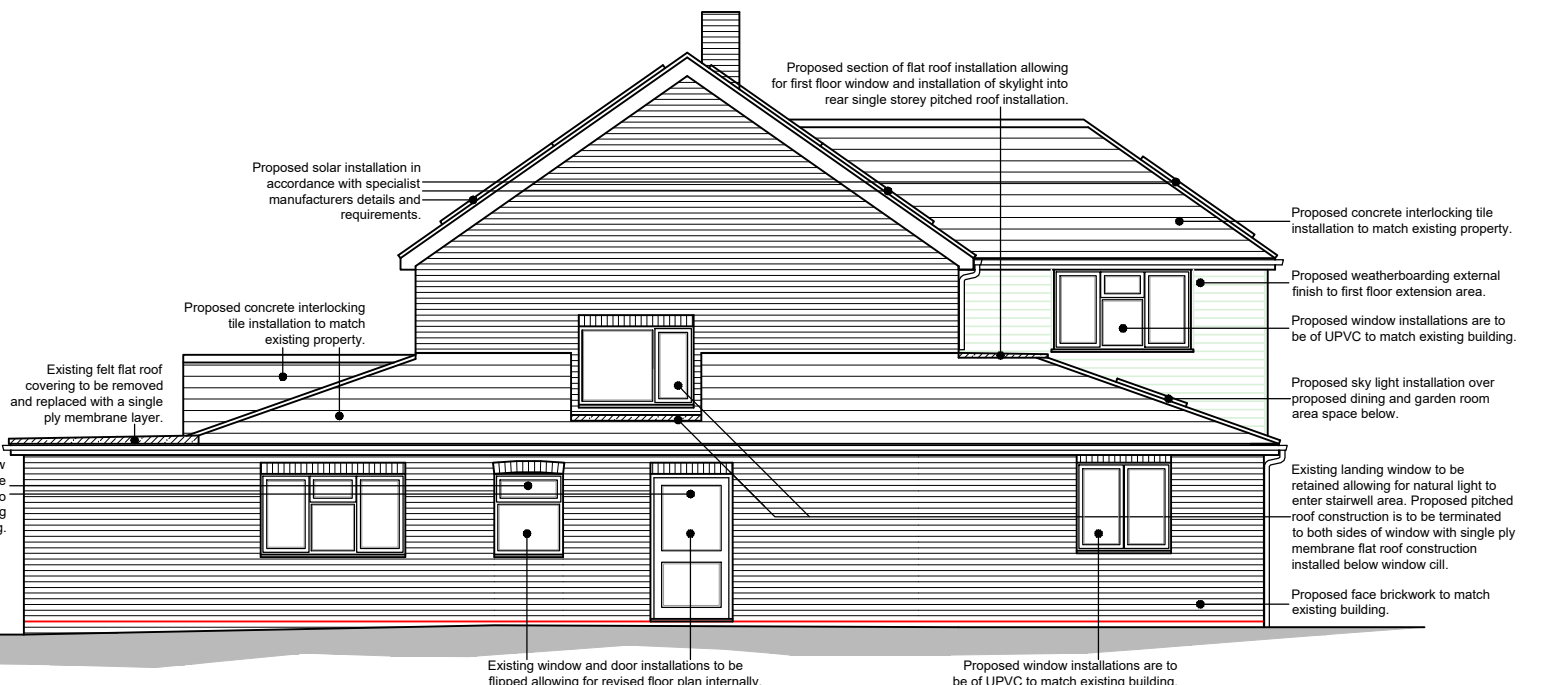 Proposed section of flat roof installation allowing
for first floor window and installation of skylight into
rear single storey pitched roof installation.
Proposed solar installation in
accordance with specialist
manufacturers details and
requirements.
Proposed concrete interlocking tile
installation to match existing property.
Proposed weatherboarding external
finish to first floor extension area.
Proposed window installations are to
be of UPVC to match existing building.
Proposed concrete interlocking
tile installation to match
existing property.
Existing felt flat roof
covering to be removed
and replaced with a single
ply membrane layer.
Proposed sky light installation over
proposed dining and garden room
area space below.
w
e
o
g
g.
Existing landing window to be
retained allowing for natural light to
enter stairwell area. Proposed pitched
roof construction is to be terminated
to both sides of window with single ply
membrane flat roof construction
installed below window cill.
Proposed face brickwork to match
existing building.
Existing window and door installations to be
flipped allowing for revised floor plan internally.
Proposed window installations are to
be of UPVC to match existing building.